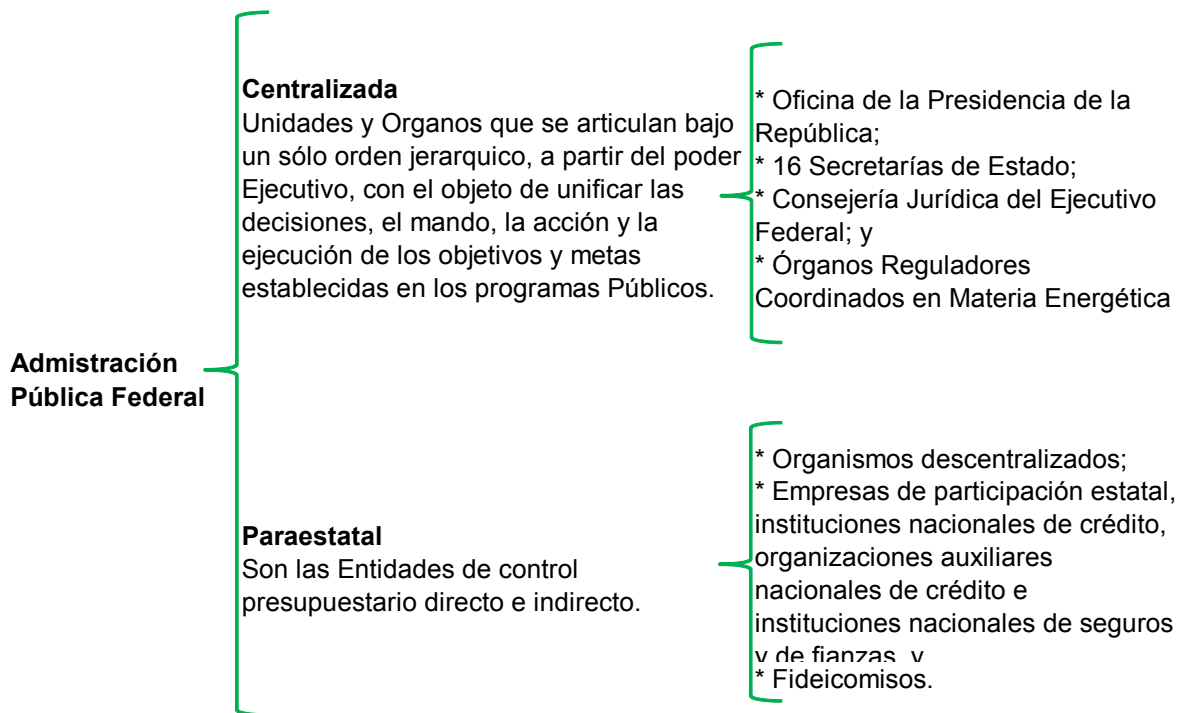 Centralizada
Unidades y Organos que se articulan bajo
un sólo orden jerarquico, a partir del poder
Ejecutivo, con el objeto de unificar las
decisiones, el mando, la acción y la
ejecución de los objetivos y metas
establecidas en los programas Públicos.
* Oficina de la Presidencia de la
República;
* 16 Secretarías de Estado;
* Consejería Jurídica del Ejecutivo
Federal; y
* Órganos Reguladores
Coordinados en Materia Energética
Admistración
Pública Federal
Paraestatal
Son las Entidades de control
presupuestario directo e indirecto.
* Organismos descentralizados;
* Empresas de participación estatal,
instituciones nacionales de crédito,
organizaciones auxiliares
nacionales de crédito e
instituciones nacionales de seguros
y de fianzas, y
* Fideicomisos.